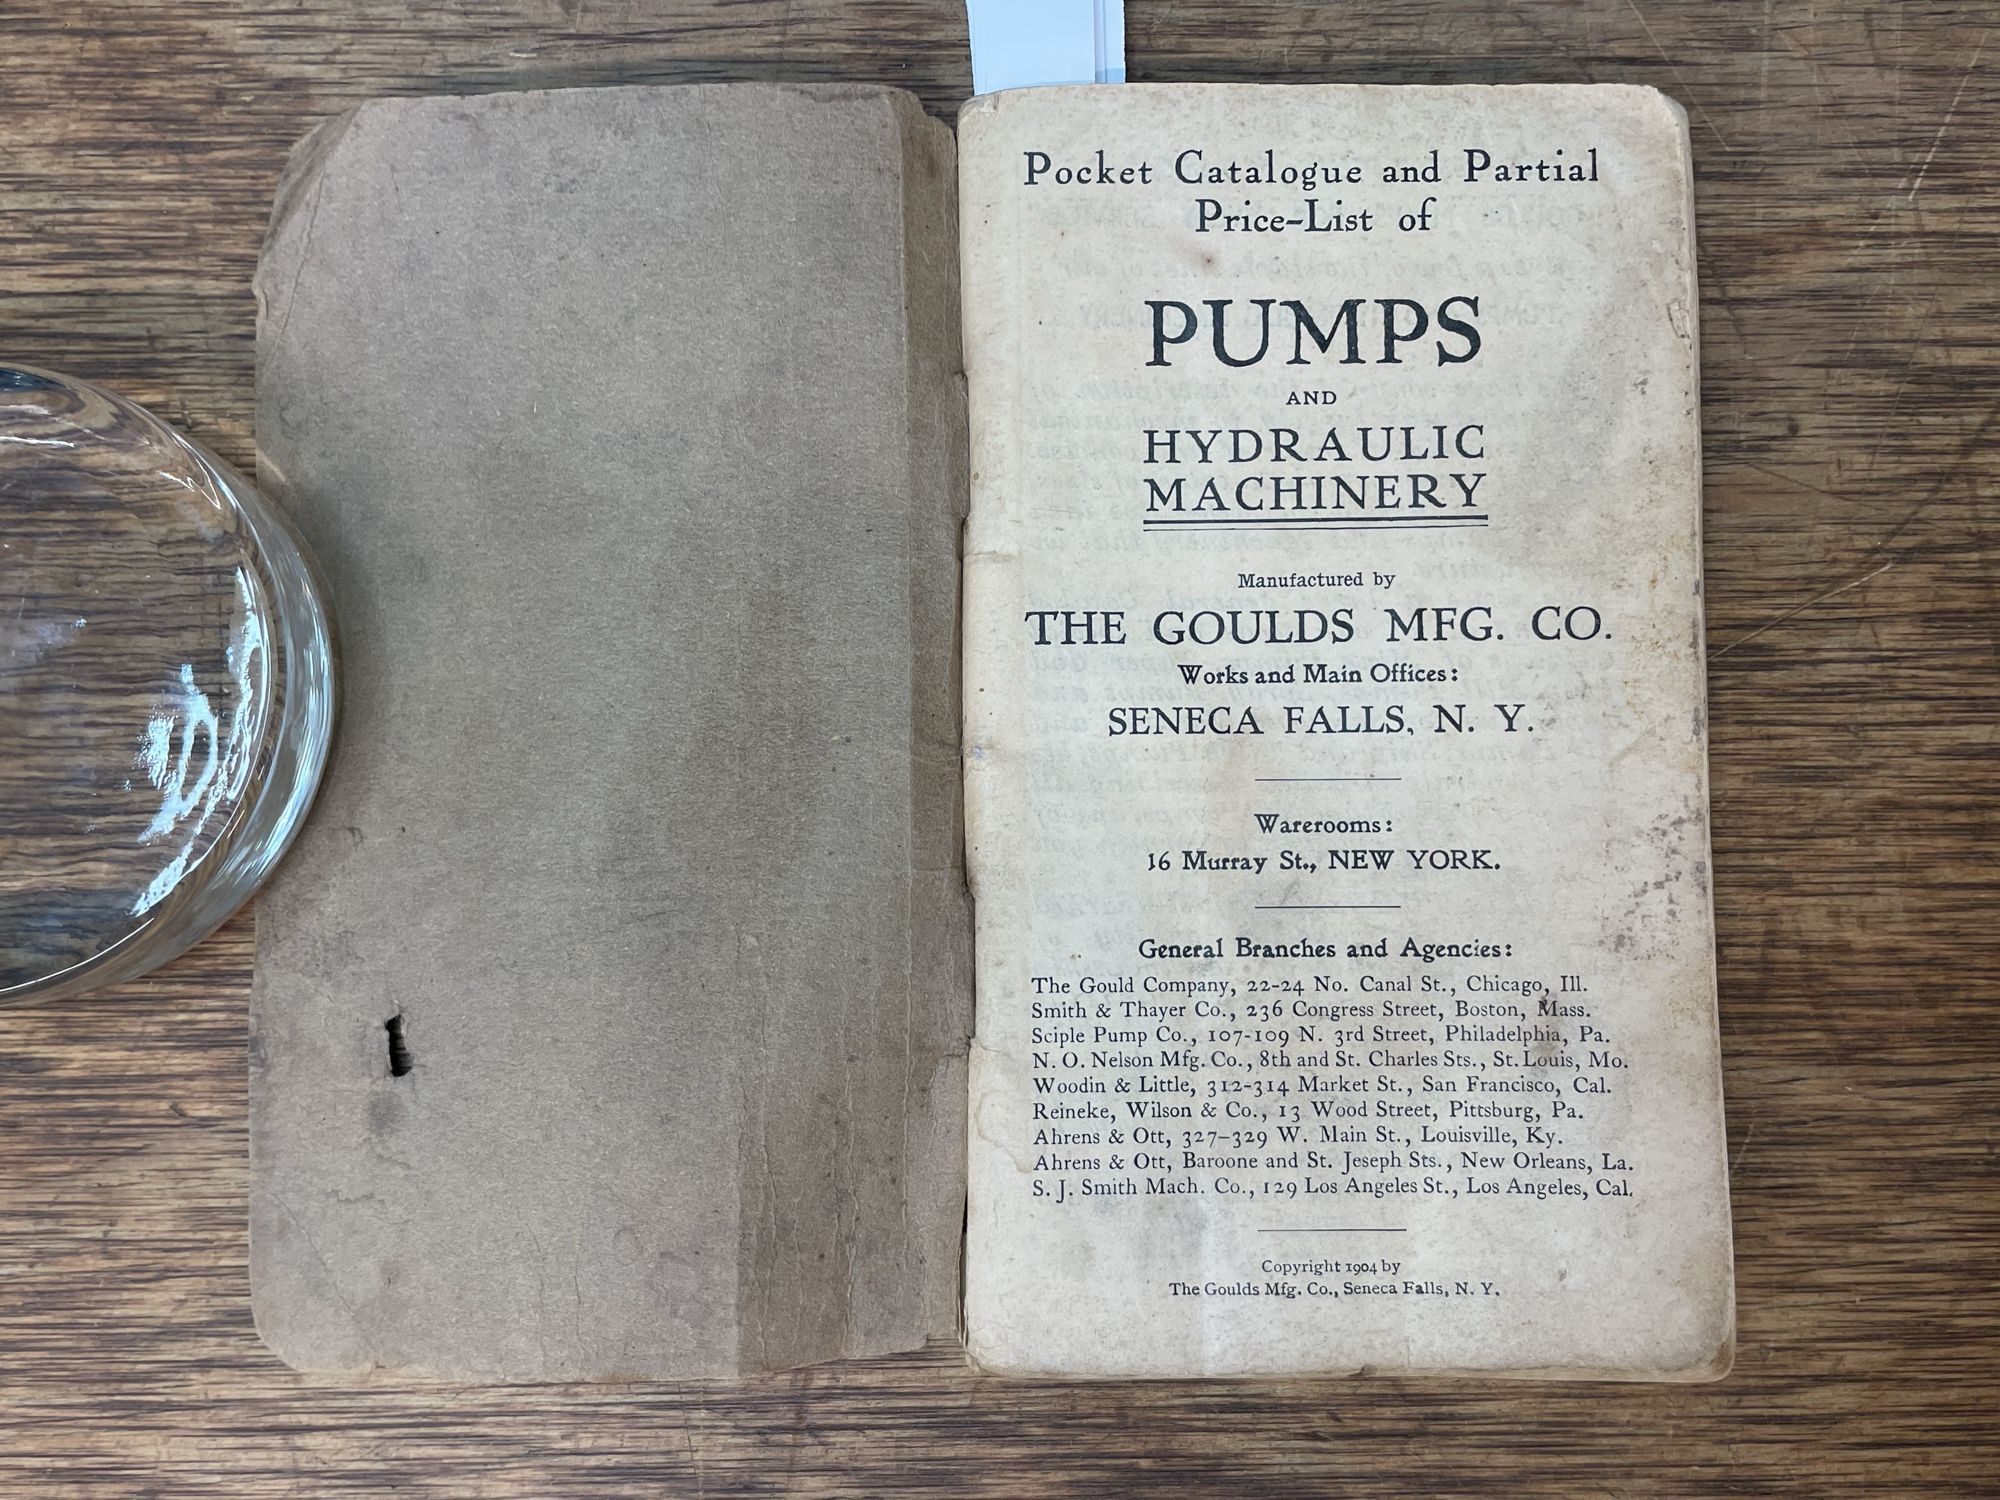 Pocket Catalogue and Partial
Price-List of
PUMPS
AND
HYDRAULIC
MACHINERY
Manufactured by
THE GOULDS MFG. CO.
Works and Main Offices:
SENECA FALLS, N. Y.
Warerooms:
16 Murray St., NEW YORK.
General Branches and Agencies:
The Gould Company, 22-24 No. Canal St., Chicago, Ill.
Smith & Thayer Co., 236 Congress Street, Boston, Mass.
Sciple Pump Co., 107-109 N. 3rd Street, Philadelphia, Pa.
N. O. Nelson Mfg. Co., 8th and St. Charles Sts., St. Louis, Mo.
Woodin & Little, 312-314 Market St., San Francisco, Cal.
Reineke, Wilson & Co., 13 Wood Street, Pittsburg, Pa.
Ahrens & Ott, 327-329 W. Main St., Louisville, Ky.
Ahrens & Ott, Baroone and St. Jeseph Sts., New Orleans, La.
S. J. Smith Mach. Co., 129 Los Angeles St., Los Angeles, Cal.
Copyright 1904 by
The Goulds Mfg. Co., Seneca Falls, N. Y.